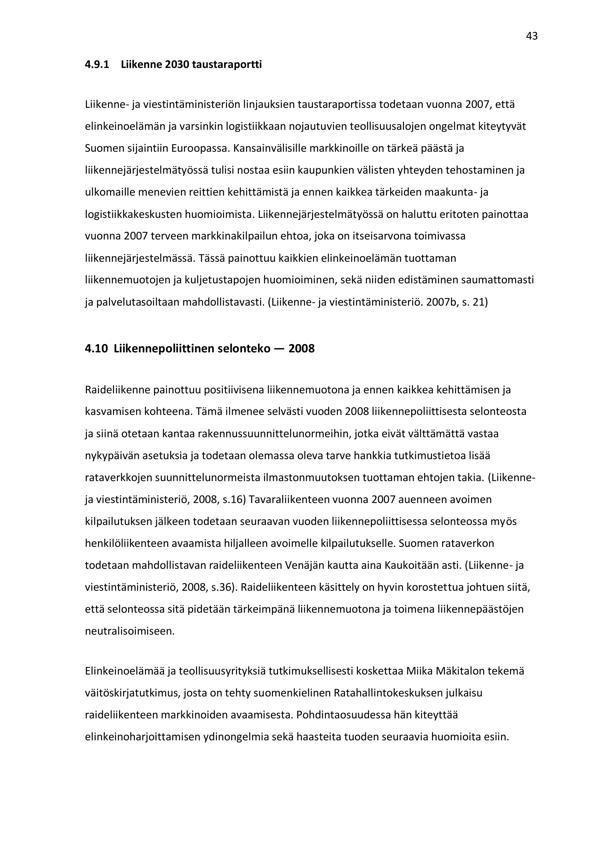 43
4.9.1 Liikenne 2030 taustaraportti
Liikenne- ja viestintäministeriön linjauksien taustaraportissa todetaan vuonna 2007, että
elinkeinoelämän ja varsinkin logistiikkaan nojautuvien teollisuusalojen ongelmat kiteytyvät
Suomen sijaintiin Euroopassa. Kansainvälisille markkinoille on tärkeä päästä ja
liikennejärjestelmätyössä tulisi nostaa esiin kaupunkien välisten yhteyden tehostaminen ja
ulkomaille menevien reittien kehittämistä ja ennen kaikkea tärkeiden maakunta- ja
logistiikkakeskusten huomioimista. Liikennejärjestelmätyössä on haluttu eritoten painottaa
vuonna 2007 terveen markkinakilpailun ehtoa, joka on itseisarvona toimivassa
liikennejärjestelmässä. Tässä painottuu kaikkien elinkeinoelämän tuottaman
liikennemuotojen ja kuljetustapojen huomioiminen, sekä niiden edistäminen saumattomasti
ja palvelutasoiltaan mahdollistavasti. (Liikenne- ja viestintäministeriö. 2007b, s. 21)
4.10 Liikennepoliittinen selonteko — 2008
Raideliikenne painottuu positiivisena liikennemuotona ja ennen kaikkea kehittämisen ja
kasvamisen kohteena. Tämä ilmenee selvästi vuoden 2008 liikennepoliittisesta selonteosta
ja siinä otetaan kantaa rakennussuunnittelunormeihin, jotka eivät välttämättä vastaa
nykypäivän asetuksia ja todetaan olemassa oleva tarve hankkia tutkimustietoa lisää
rataverkkojen suunnittelunormeista ilmastonmuutoksen tuottaman ehtojen takia. (Liikenne-
ja viestintäministeriö, 2008, s.16) Tavaraliikenteen vuonna 2007 auenneen avoimen
kilpailutuksen jälkeen todetaan seuraavan vuoden liikennepoliittisessa selonteossa myös
henkilöliikenteen avaamista hiljalleen avoimelle kilpailutukselle. Suomen rataverkon
todetaan mahdollistavan raideliikenteen Venäjän kautta aina Kaukoitään asti. (Liikenne- ja
viestintäministeriö, 2008, s.36). Raideliikenteen käsittely on hyvin korostettua johtuen siitä,
että selonteossa sitä pidetään tärkeimpänä liikennemuotona ja toimena liikennepäästöjen
neutralisoimiseen.
Elinkeinoelämää ja teollisuusyrityksiä tutkimuksellisesti koskettaa Miika Mäkitalon tekemä
väitöskirjatutkimus, josta on tehty suomenkielinen Ratahallintokeskuksen julkaisu
raideliikenteen markkinoiden avaamisesta. Pohdintaosuudessa hän kiteyttää
elinkeinoharjoittamisen ydinongelmia sekä haasteita tuoden seuraavia huomioita esiin.